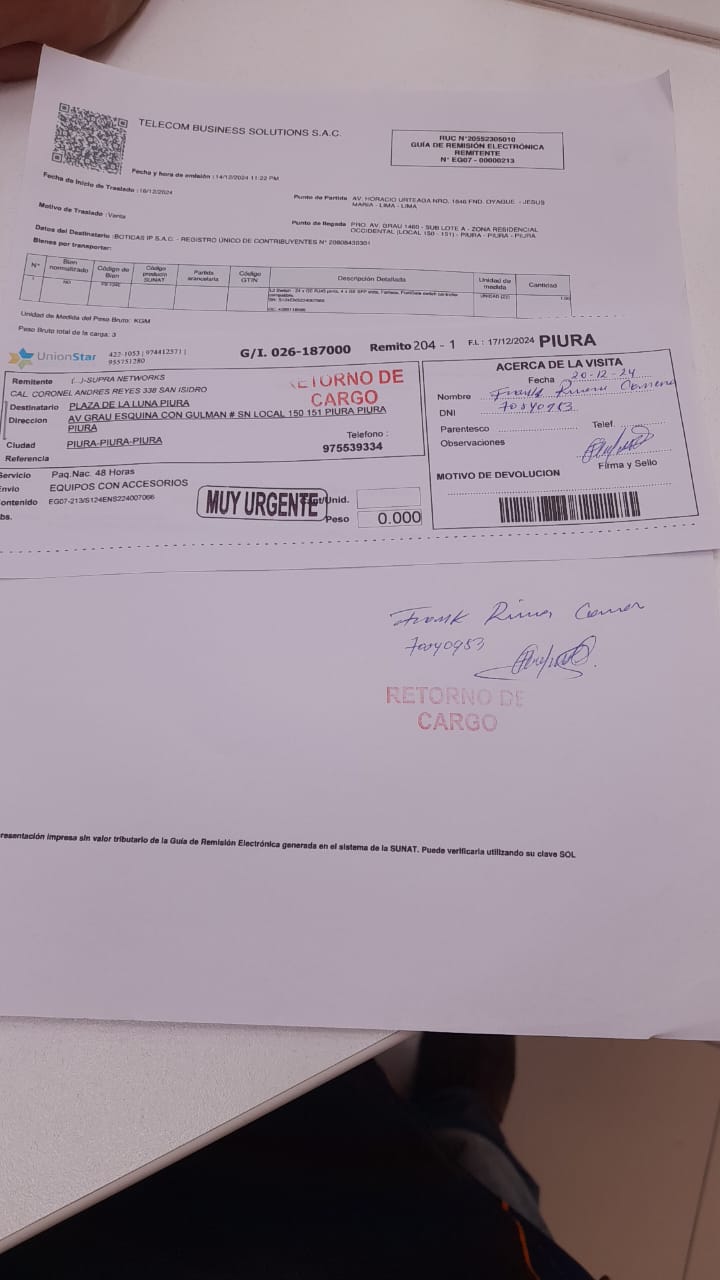 TELECOM BUSINESS SOLUTIONS S.A.C.
RUC N°20552305010
GUÍA DE REMISIÓN ELECTRÓNICA
REMITENTE
N° EG07 - 00000213
Fecha y hora de emisión : 14/12/2024 11:22 PM
Fecha de Inicio de Traslado : 16/12/2024
Punto de Partida AV. HORACIO URTEAGA NRO. 1646 FND. OYAGUE - JESUS
MARIA - LIMA - LIMA
Motivo de Traslado : Venta
Punto de llegada PRO. AV. GRAU 1460 - SUB LOTE A - ZONA RESIDENCIAL
OCCIDENTAL (LOCAL 150 - 151) - PIURA - PIURA - PIURA
Datos del Destinatario : BOTICAS IP S.A.C. - REGISTRO ÚNICO DE CONTRIBUYENTES N° 20608430301
Bienes por transportar:
N° Bien normalizado Código de Bien Código producto SUNAT Partida arancelaria Código GTIN Descripción Detallada Unidad de medida Cantidad
1 NO
Unidad de Medida del Peso Bruto: KGM
Peso Bruto total de la carga: 3
UnionStar 422-1053 | 974412371 |
955751280
G/I. 026-187000 Remito 204 - 1 F.I.: 17/12/2024 PIURA
Remitente J-SUPRA NETWORKS
CAL. CORONEL ANDRES REYES 338 SAN ISIDRO
RETORNO DE
CARGO
Destinatario PLAZA DE LA LUNA PIURA
Direccion AV GRAU ESQUINA CON GULMAN # SN LOCAL 150 151 PIURA PIURA
PIURA
Telefono :
975539334
Ciudad PIURA-PIURA-PIURA
Referencia
Servicio Paq.Nac. 48 Horas
Envio EQUIPOS CON ACCESORIOS
Contenido EG07-213/S124ENS224007066
MUY URGENTE
Unid.
Peso 0.000
ACERCA DE LA VISITA
Fecha 20-12-24
Nombre Frank
DNI
Parentesco Telef.
Observaciones
Firma y Sello
MOTIVO DE DEVOLUCION
Frank
70040953
RETORNO DE
CARGO
presentación impresa sin valor tributario de la Guía de Remisión Electrónica generada en el sistema de la SUNAT. Puede verificarla utilizando su clave SOL